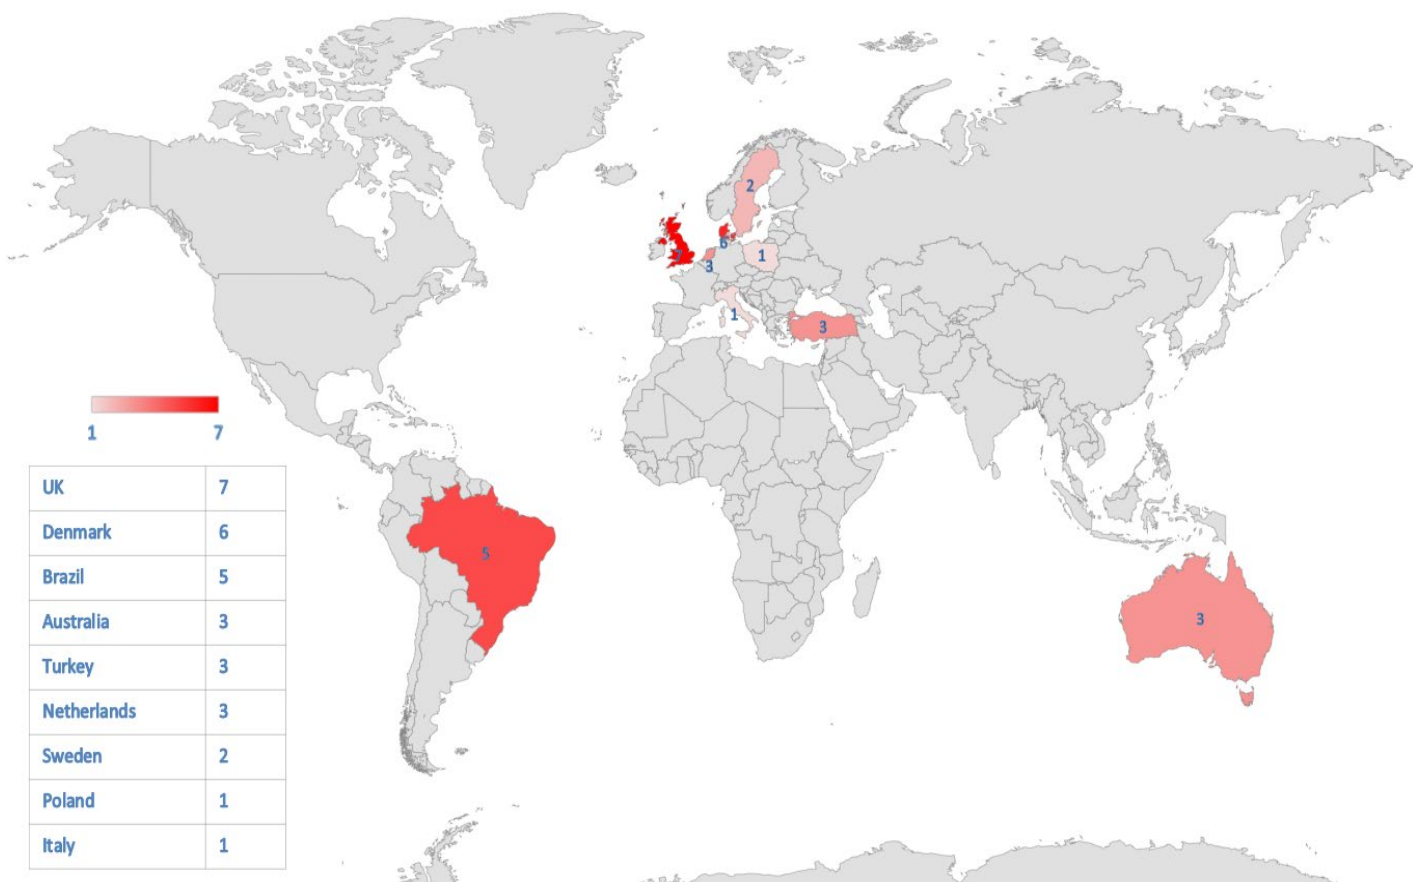 2
7
6
3
1
1
3
5
3
1 7
UK 7
Denmark 6
Brazil 5
Australia 3
Turkey 3
Netherlands 3
Sweden 2
Poland 1
Italy 1